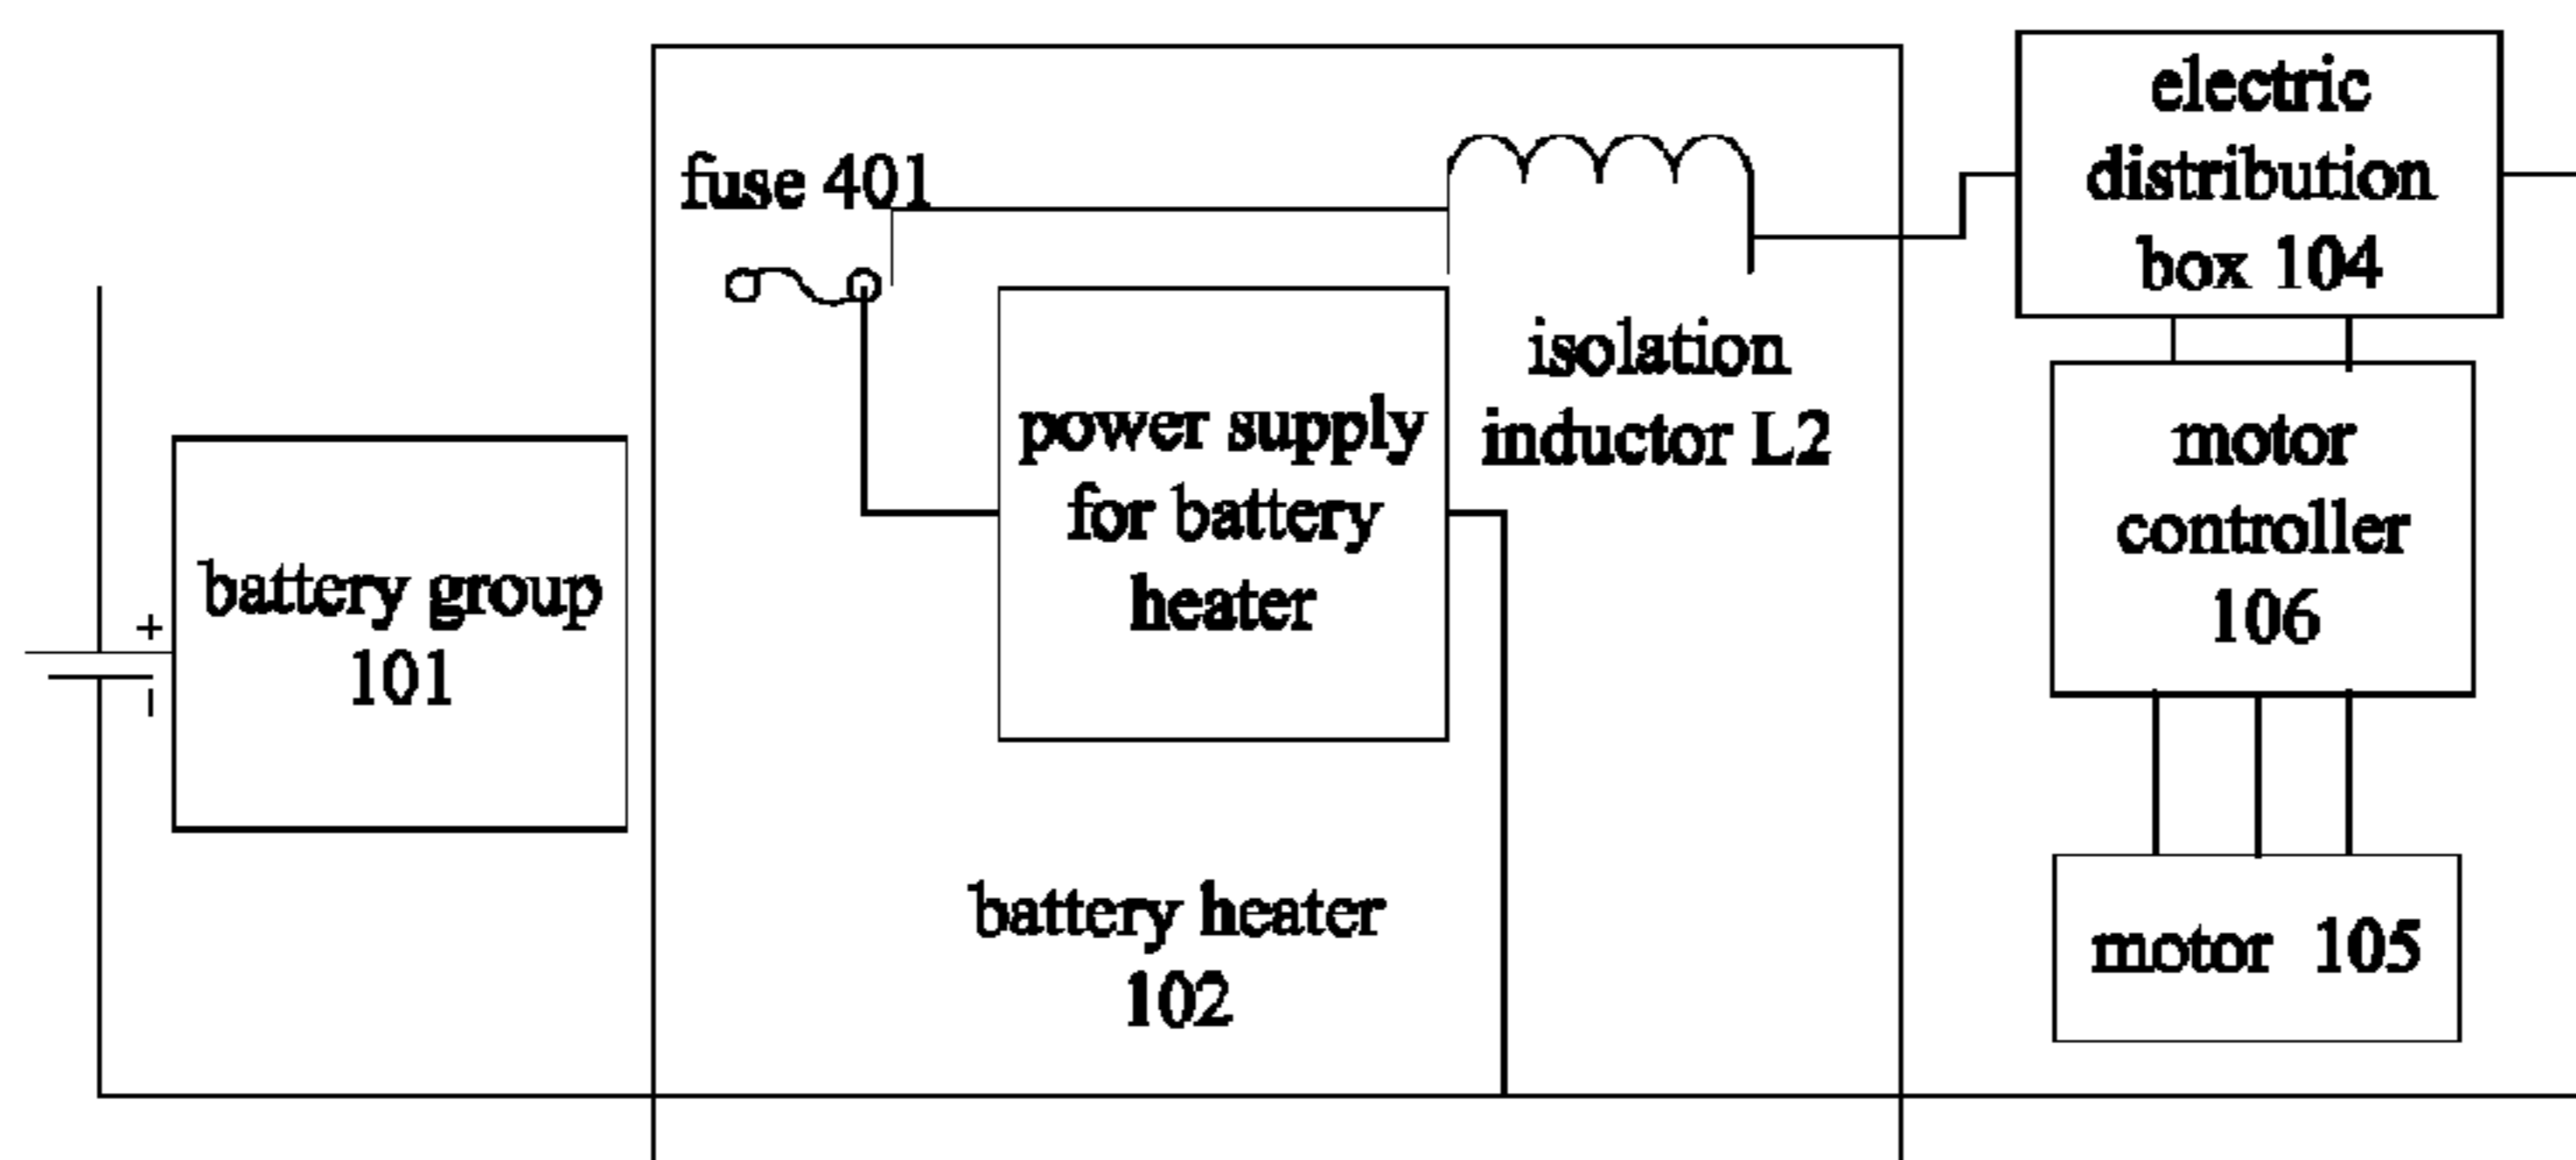 fuse 401
electric
distribution
box 104
isolation
inductor L2
power supply
for battery
heater
motor
controller
106
battery group
101
+
-
battery heater
102
motor 105